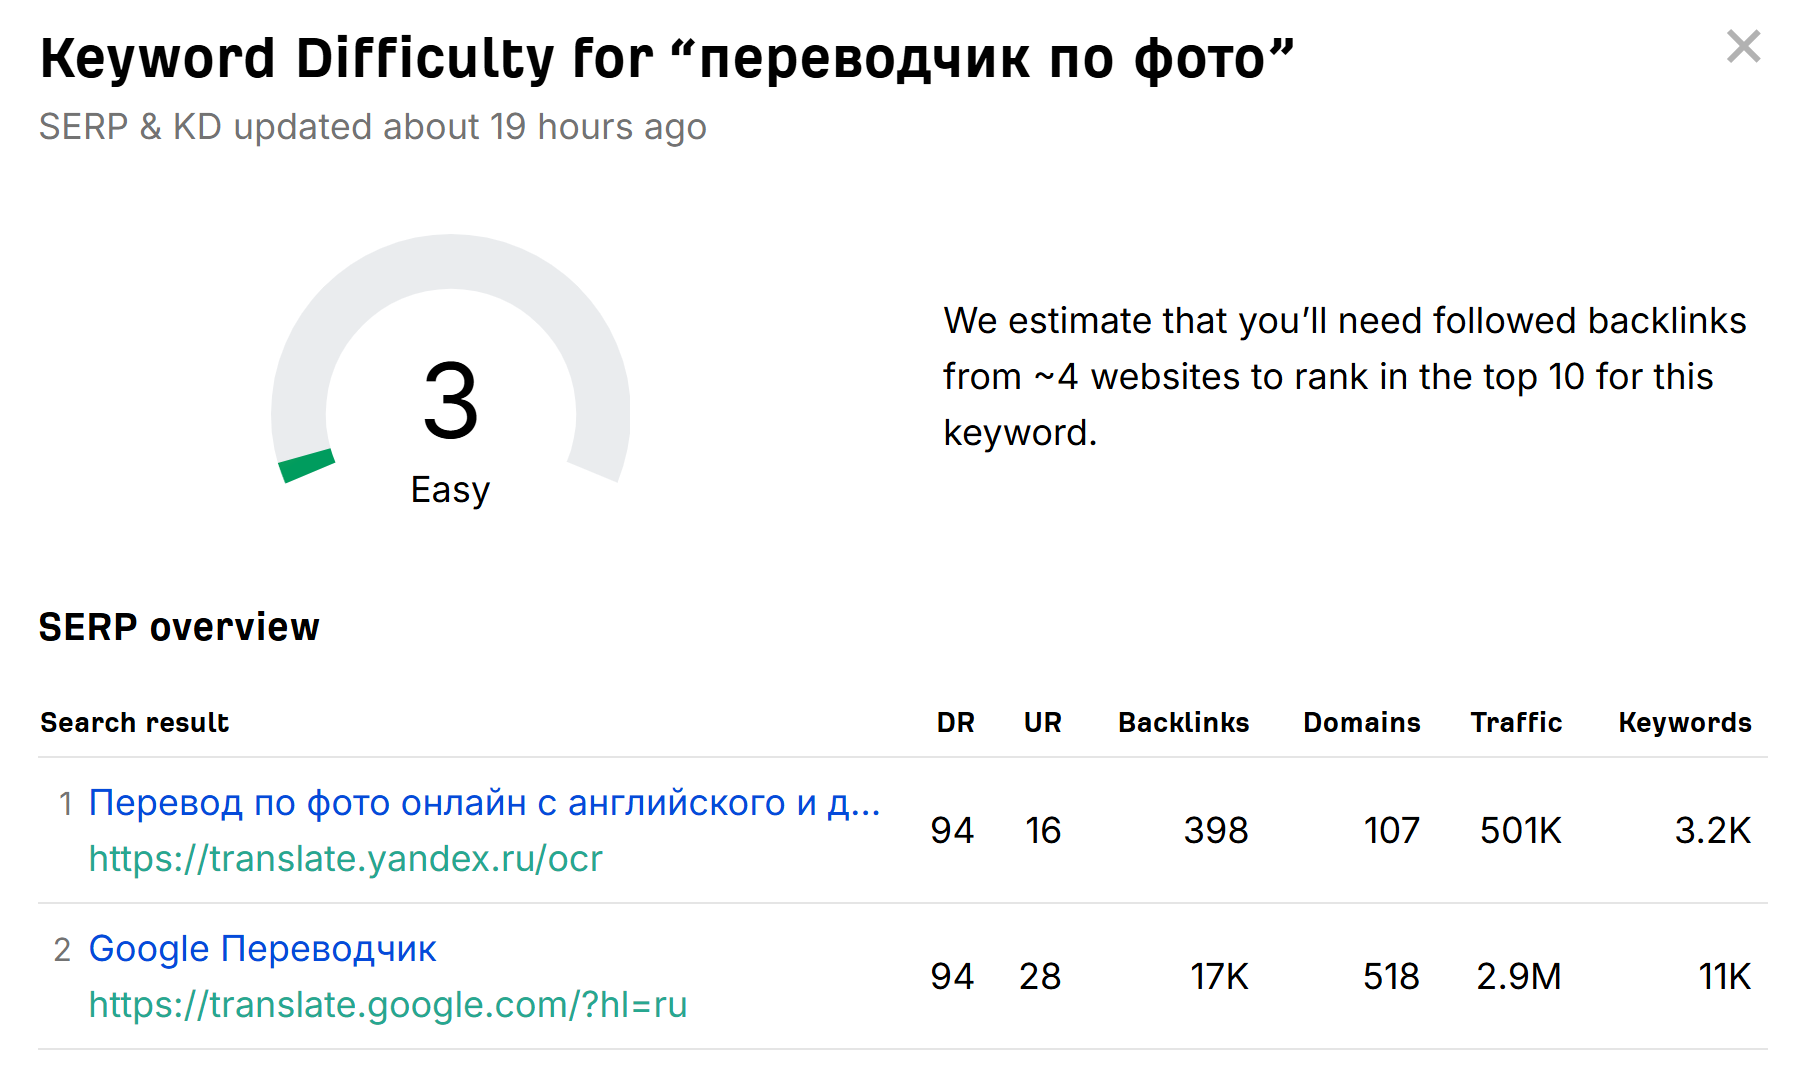 Keyword Difficulty for “переводчик по фото”
SERP & KD updated about 19 hours ago
3
Easy
We estimate that you’ll need followed backlinks
from ~4 websites to rank in the top 10 for this
keyword.
SERP overview
Search result DR UR Backlinks Domains Traffic Keywords
1 Перевод по фото онлайн с английского и д... 94 16 398 107 501K 3.2K
https://translate.yandex.ru/ocr
2 Google Переводчик 94 28 17K 518 2.9M 11K
https://translate.google.com/?hl=ru